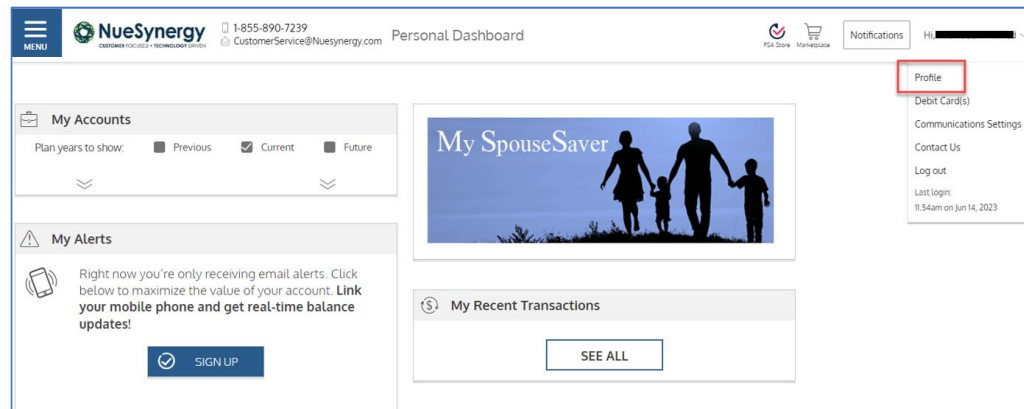 MENU
NueSynergy
CUSTOMER FOCUSED • TECHNOLOGY DRIVEN
1-855-890-7239
CustomerService@Nuesynergy.com
Personal Dashboard
FSA Store
Marketplace
Notifications
Hi,
Profile
Debit Card(s)
Communications Settings
Contact Us
Log out
Last login:
11.54am on Jun 14, 2023
My Accounts
Plan years to show: Previous Current Future
My SpouseSaver
My Alerts
Right now you're only receiving email alerts. Click
below to maximize the value of your account. Link
your mobile phone and get real-time balance
updates!
SIGN UP
My Recent Transactions
SEE ALL